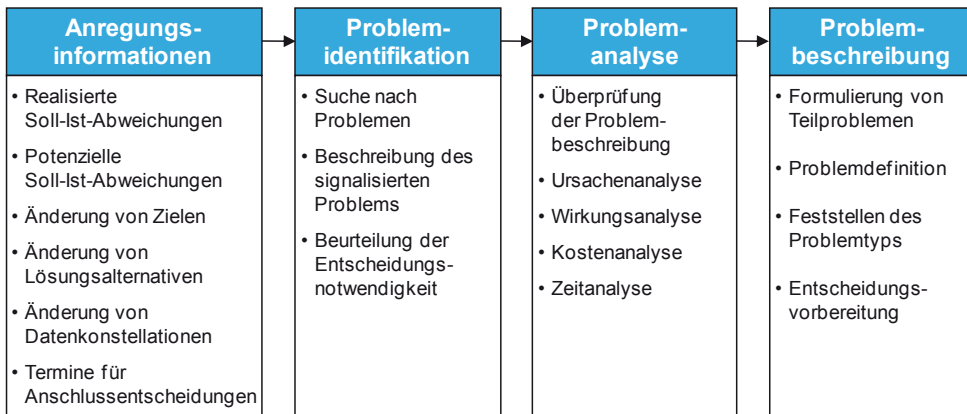 Anregungs-
informationen
• Realisierte
Soll-Ist-Abweichungen
• Potenzielle
Soll-Ist-Abweichungen
• Änderung von Zielen
• Änderung von
Lösungsalternativen
• Änderung von
Datenkonstellationen
• Termine für
Anschlussentscheidungen
Problem-
identifikation
• Suche nach
Problemen
• Beschreibung des
signalisierten
Problems
• Beurteilung der
Entscheidungs-
notwendigkeit
Problem-
analyse
• Überprüfung
der Problem-
beschreibung
• Ursachenanalyse
• Wirkungsanalyse
• Kostenanalyse
• Zeitanalyse
Problem-
beschreibung
• Formulierung von
Teilproblemen
• Problemdefinition
• Feststellen des
Problemtyps
• Entscheidungs-
vorbereitung